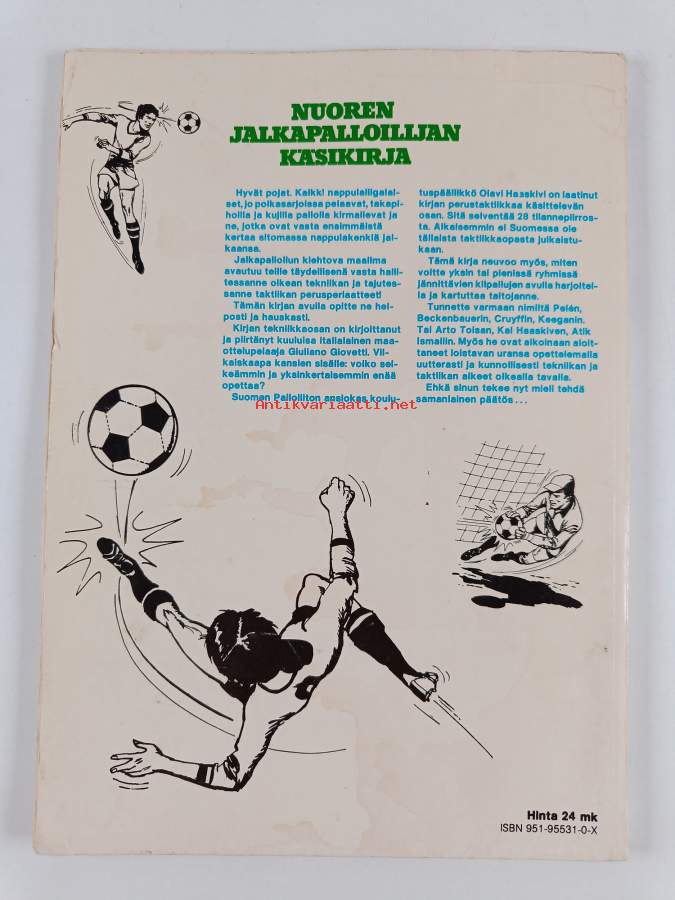 NUOREN
JALKAPALLOILIJAN
KÄSIKIRJA
Hyvät pojat. Kaikki nappulaliigalai-
set, jo poikasarjoissa pelaavat, takapi-
hoilla ja kujilla palloa kirmailevat ja
ne, jotka ovat vasta ensimmäistä
kertaa sitomassa nappulakenkiä jal-
kaansa.
Jalkapalloilun kiehtova maailma
avautuu teille täydellisenä vasta hallі-
tessanne oikean tekniikan ja tajutes-
sanne taktiikan perusperiaatteet!
Tämän kirjan avulla opitte ne hel-
posti ja hauskasti.
Kirjan tekniikkaosan on kirjoittanut
ja piirtänyt kuuluisa italialainen maa-
ottelupelaaja Giuliano Giovetti. Vil-
kaiskaapa kansien sisälle: voiko sel-
keämmin ja yksinkertaisemmin enää
opettaa?
Suomen Palloliiton ansiokas koulu-
tuspäällikkö Olavi Haaskivi on laatinut
kirjan perustaktiikkaa käsittelevän
osan. Sitä selventää 28 tilannepiirros-
ta. Aikaisemmin ei Suomessa ole
tällaista taktiikkaopasta julkaistu-
kaan.
Tämä kirja neuvoo myös, miten
voitte yksin tai pienissä ryhmissä
jännittävien kilpailujen avulla harjoitel-
la ja kartuttaa taitojanne.
Tunnette varmaan nimiltä Pelén,
Beckenbauerin, Cruyffin, Keeganin.
Tai Arto Tolsan, Kai Haaskiven, Atik
Ismailin. Myös he ovat aikoinaan aloit-
taneet loistavan uransa opettelemalla
uutterasti ja kunnollisesti tekniikan ja
taktiikan alkeet oikealla tavalla.
Ehkä sinun tekee nyt mieli tehdä
samanlainen päätös ...
Antikvariaatti.net
Hinta 24 mk
ISBN 951-95531-0-X